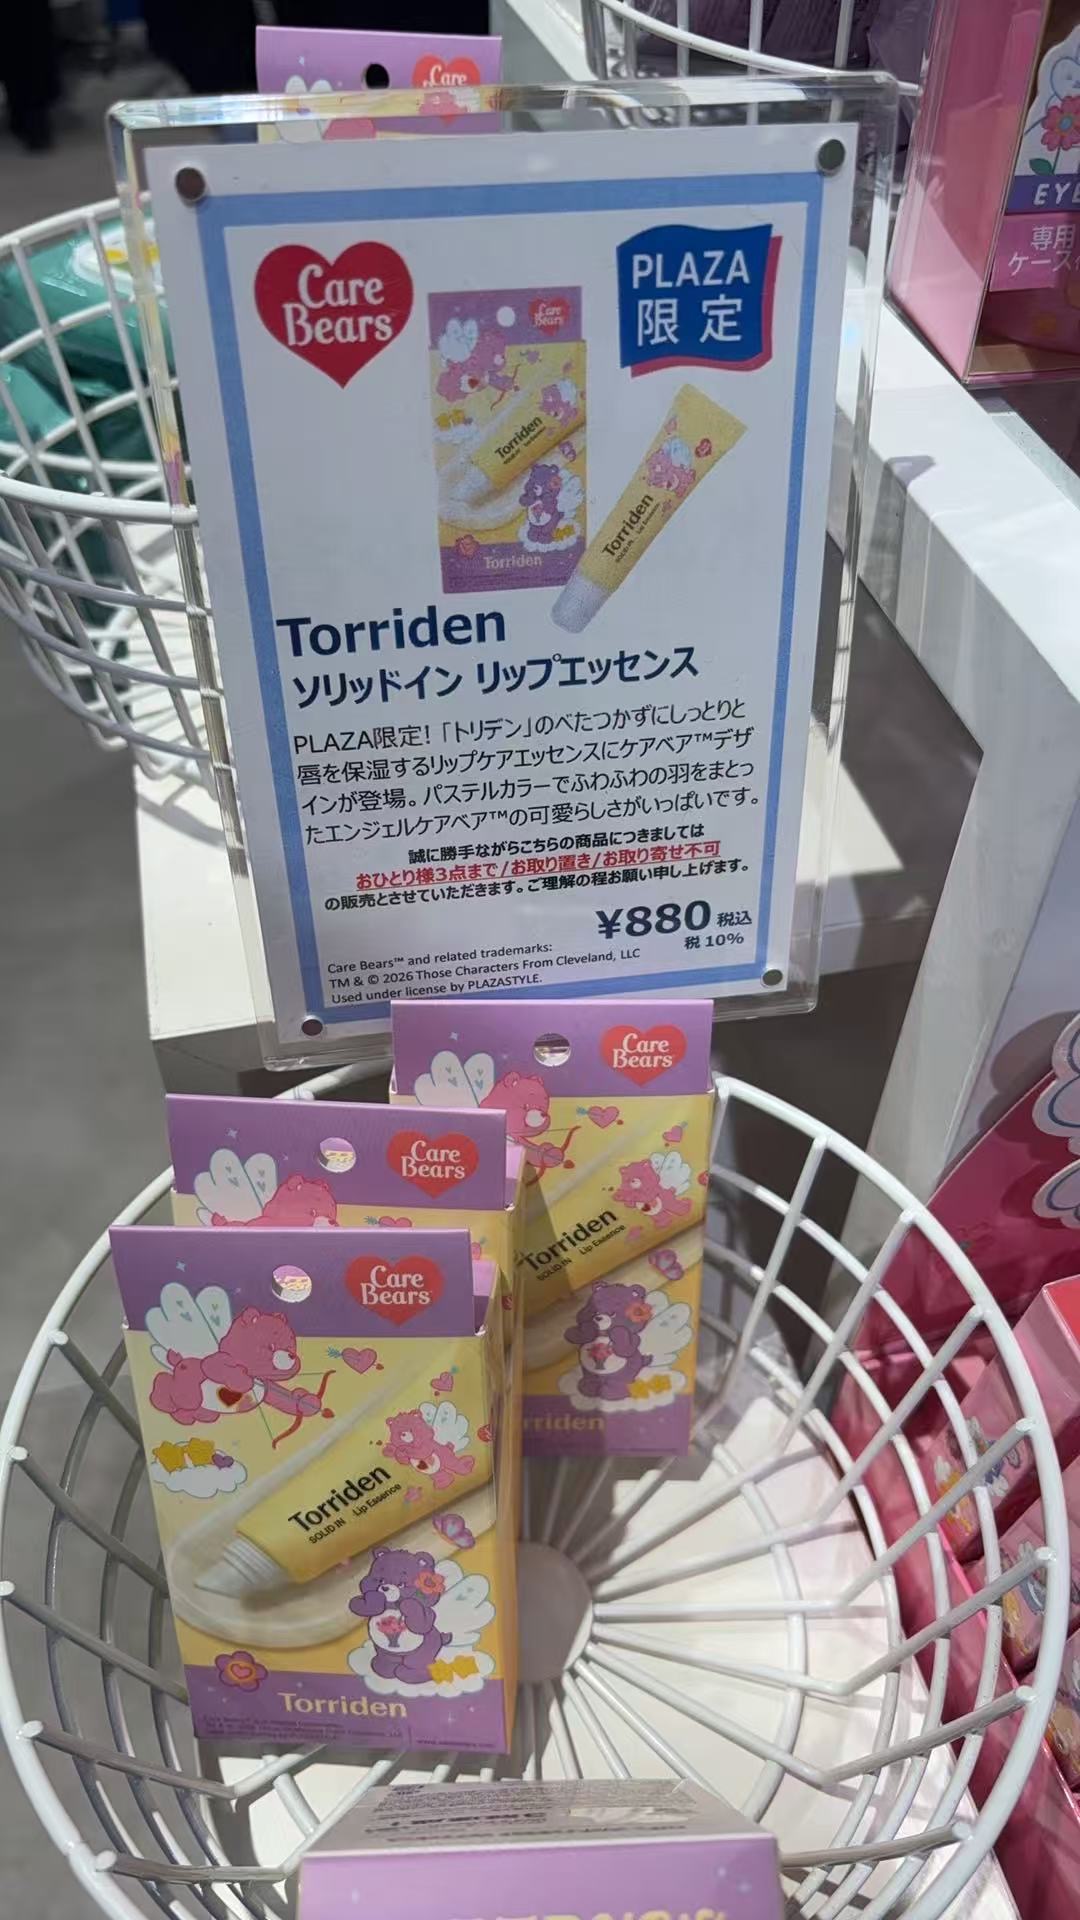 Care
Care
Bears
PLAZA
限定
Care
Bears
Torriden
Torriden
Torriden
Torriden
ソリッドイン リップエッセンス
PLAZA限定！「トリデン」のべたつかずにしっとりと
唇を保湿するリップケアエッセンスにケアベア™デザ
インが登場。パステルカラーでふわふわの羽をまとっ
たエンジェルケアベア™の可愛らしさがいっぱいです。
誠に勝手ながらこちらの商品につきましては
おひとり様3点まで/お取り置き/お取り寄せ不可
の販売とさせていただきます。ご理解の程お願い申し上げます。
¥880 税込
税10%
Care Bears™ and related trademarks:
TM & © 2026 Those Characters From Cleveland, LLC
Used under license by PLAZASTYLE.
専用
Care
Bears
Torriden
SOLID IN Lip Essence
Care
Bears
Care
Bears
Torriden
SOLID IN Lip Essence
Torriden